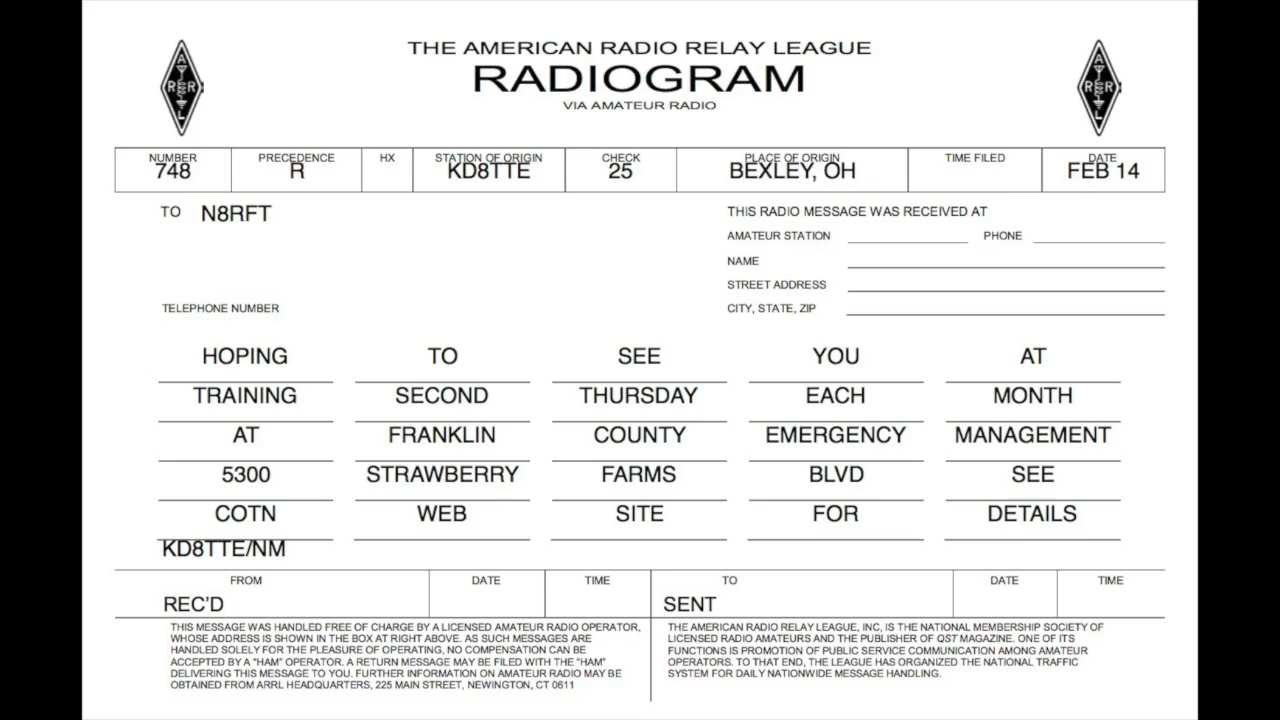 THE AMERICAN RADIO RELAY LEAGUE
RADIOGRAM
VIA AMATEUR RADIO
A
R R
L
A
R R
L
NUMBER PRECEDENCE HX STATION OF ORIGIN CHECK PLACE OF ORIGIN TIME FILED DATE
748 R KD8TTE 25 BEXLEY, OH FEB 14
TO N8RFT
THIS RADIO MESSAGE WAS RECEIVED AT
AMATEUR STATION PHONE
NAME
STREET ADDRESS
TELEPHONE NUMBER
CITY, STATE, ZIP
HOPING TO SEE YOU AT
TRAINING SECOND THURSDAY EACH MONTH
AT FRANKLIN COUNTY EMERGENCY MANAGEMENT
5300 STRAWBERRY FARMS BLVD SEE
COTN WEB SITE FOR DETAILS
KD8TTE/NM
FROM DATE TIME TO DATE TIME
REC'D SENT
THIS MESSAGE WAS HANDLED FREE OF CHARGE BY A LICENSED AMATEUR RADIO OPERATOR,
WHOSE ADDRESS IS SHOWN IN THE BOX AT RIGHT ABOVE. AS SUCH MESSAGES ARE
HANDLED SOLELY FOR THE PLEASURE OF OPERATING, NO COMPENSATION CAN BE
ACCEPTED BY A "HAM" OPERATOR. A RETURN MESSAGE MAY BE FILED WITH THE "HAM"
DELIVERING THIS MESSAGE TO YOU. FURTHER INFORMATION ON AMATEUR RADIO MAY BE
OBTAINED FROM ARRL HEADQUARTERS, 225 MAIN STREET, NEWINGTON, CT 0611
THE AMERICAN RADIO RELAY LEAGUE, INC, IS THE NATIONAL MEMBERSHIP SOCIETY OF
LICENSED RADIO AMATEURS AND THE PUBLISHER OF QST MAGAZINE. ONE OF ITS
FUNCTIONS IS PROMOTION OF PUBLIC SERVICE COMMUNICATION AMONG AMATEUR
OPERATORS. TO THAT END, THE LEAGUE HAS ORGANIZED THE NATIONAL TRAFFIC
SYSTEM FOR DAILY NATIONWIDE MESSAGE HANDLING.